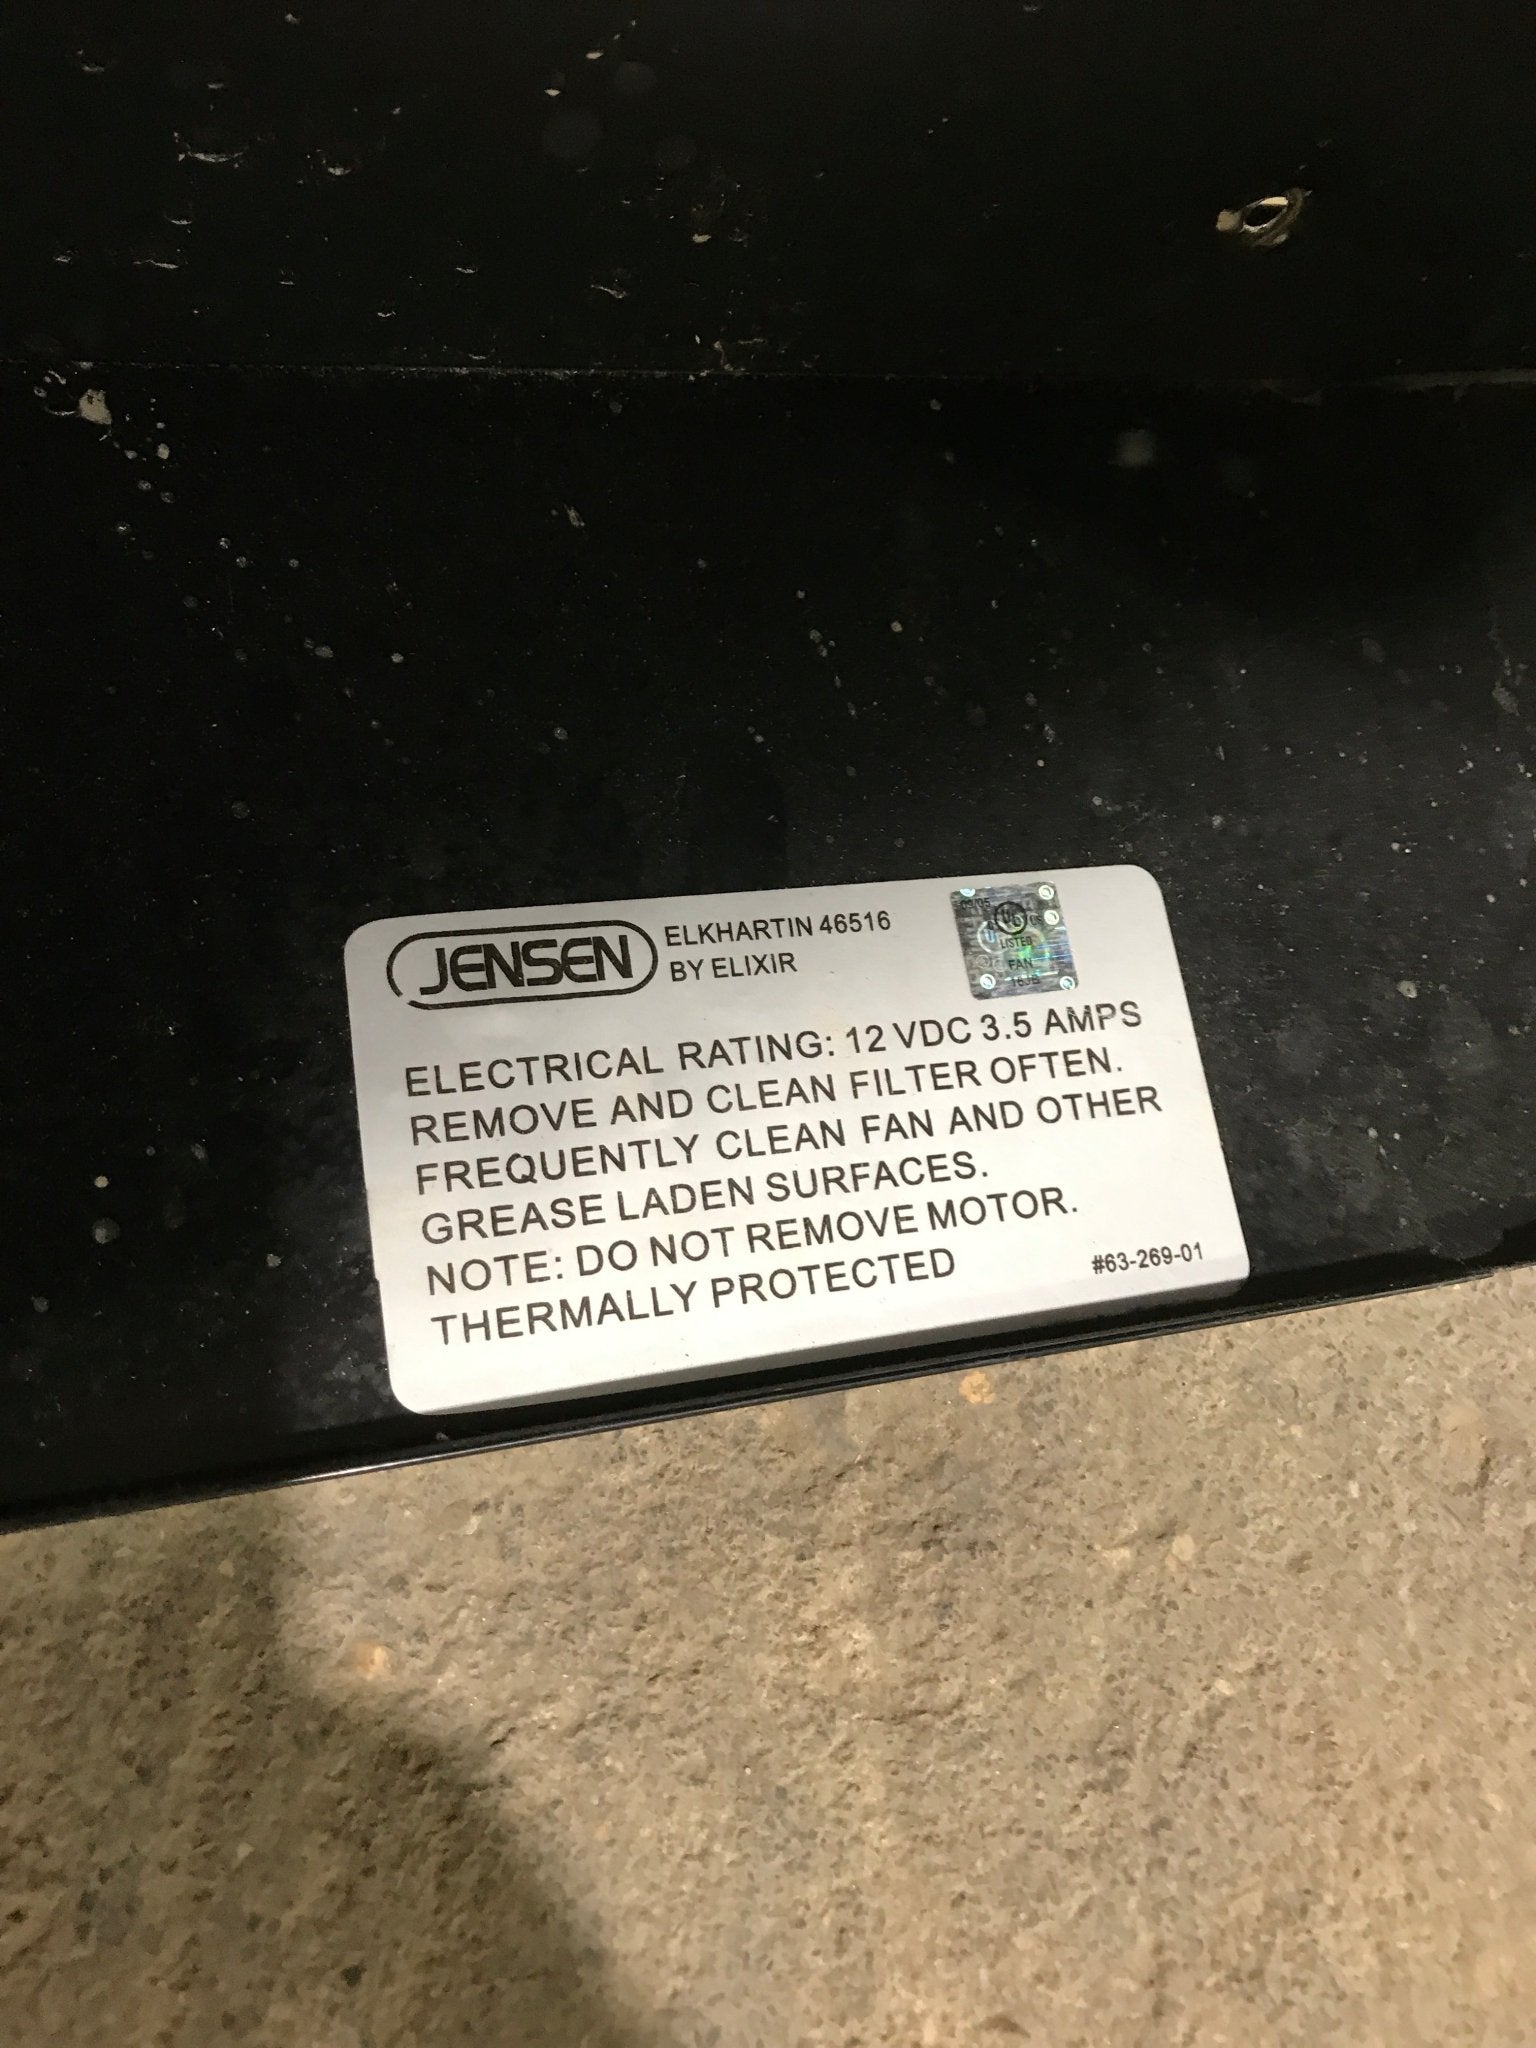 JENSEN
ELKHARTIN 46516
BY ELIXIR
LISTED
FAN
ELECTRICAL RATING: 12 VDC 3.5 AMPS
REMOVE AND CLEAN FILTER OFTEN.
FREQUENTLY CLEAN FAN AND OTHER
GREASE LADEN SURFACES.
NOTE: DO NOT REMOVE MOTOR.
THERMALLY PROTECTED
#63-269-01